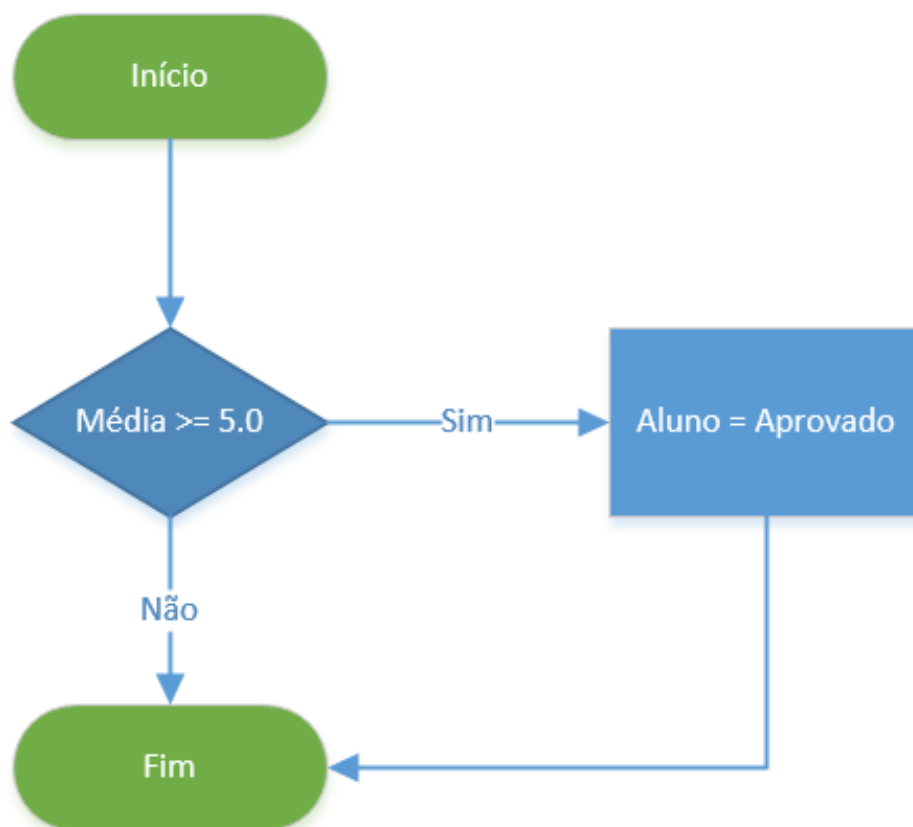 Início
Média >= 5.0
Sim
Aluno = Aprovado
Não
Fim